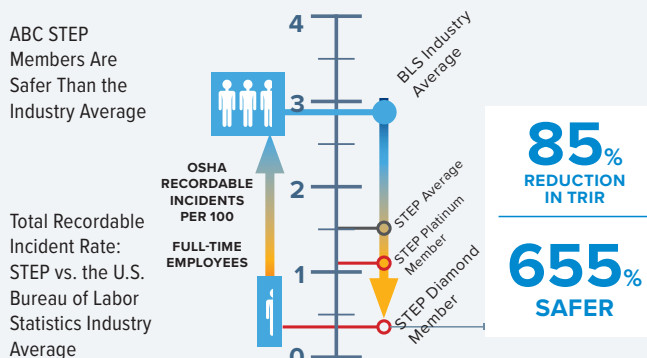 ABC STEP
Members Are
Safer Than the
Industry Average
Total Recordable
Incident Rate:
STEP vs. the U.S.
Bureau of Labor
Statistics Industry
Average
OSHA
RECORDABLE
INCIDENTS
PER 100
FULL-TIME
EMPLOYEES
4
3
2
1
0
BLS Industry
Average
STEP Average
STEP Platinum
Member
STEP Diamond
Member
85%
REDUCTION
IN TRIR
655%
SAFER